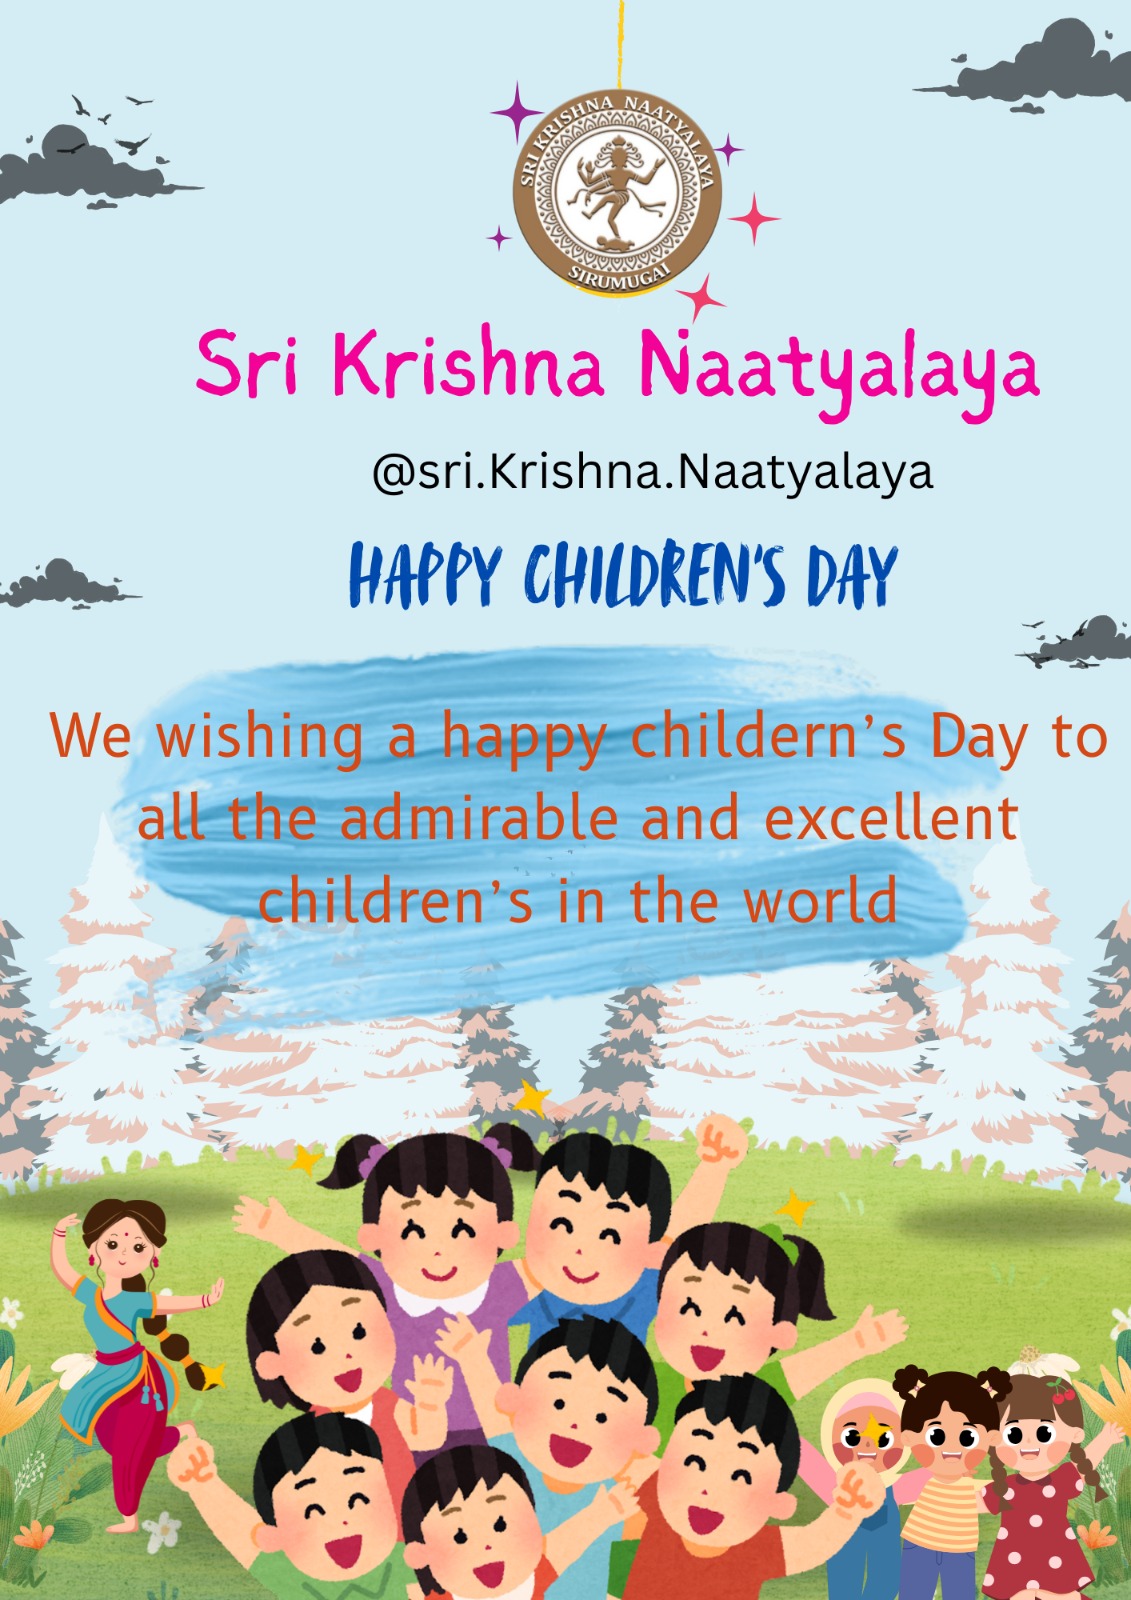 SRI KRISHNA NAATYALAYA
SIRUMUGAI
Sri Krishna Naatyalaya
@sri.Krishna.Naatyalaya
HAPPY CHILDREN'S DAY
We wishing a happy childern's Day to
all the admirable and excellent
children's in the world